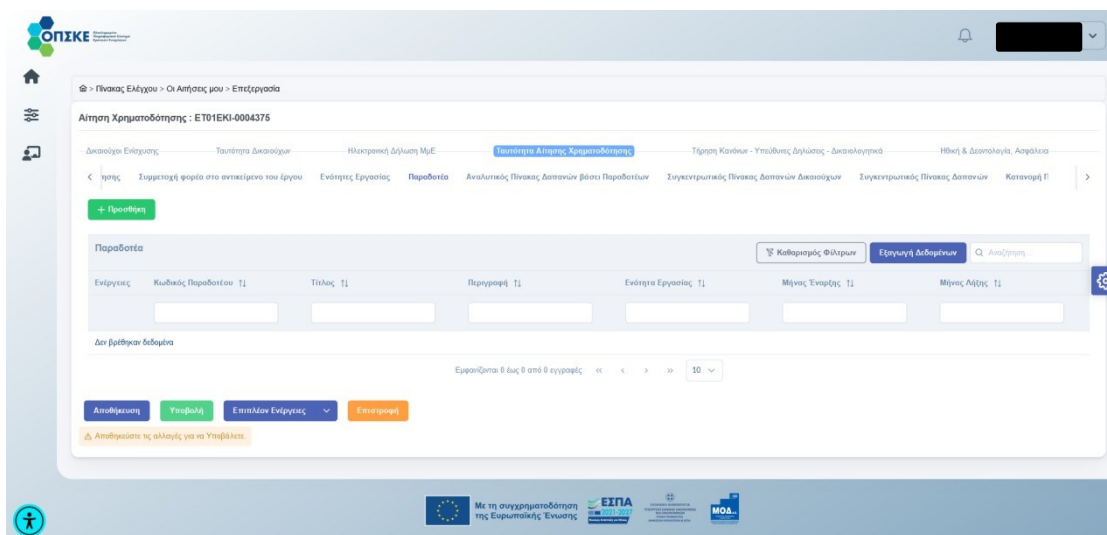 ΟΠΣΚΕ
🏠 > Πίνακας Ελέγχου > Οι Αιτήσεις μου > Επεξεργασία
Αίτηση Χρηματοδότησης : ET01EKI-0004375
Δικαιούχοι Ενίσχυσης Ταυτότητα Δικαιούχων Ηλεκτρονική Δήλωση ΜμΕ Ταυτότητα Αίτησης Χρηματοδότησης Τήρηση Κανόνων - Υπεύθυνες Δηλώσεις - Δικαιολογητικά Ηθική & Δεοντολογία, Ασφάλεια
ησης Συμμετοχή φορέα στο αντικείμενο του έργου Ενότητες Εργασίας Παραδοτέα Αναλυτικός Πίνακας Δαπανών βάσει Παραδοτέων Συγκεντρωτικός Πίνακας Δαπανών Δικαιούχων Συγκεντρωτικός Πίνακας Δαπανών Κατανομή Π
+ Προσθήκη
Παραδοτέα Καθαρισμός Φίλτρων Εξαγωγή Δεδομένων Αναζήτηση...
Ενέργειες Κωδικός Παραδοτέου Τίτλος Περιγραφή Ενότητα Εργασίας Μήνας Έναρξης Μήνας Λήξης
Δεν βρέθηκαν δεδομένα
Εμφανίζονται 0 έως 0 από 0 εγγραφές « < > » 10
Αποθήκευση Υποβολή Επιπλέον Ενέργειες Επιστροφή
Αποθηκεύστε τις αλλαγές για να Υποβάλετε.
Με τη συγχρηματοδότηση
της Ευρωπαϊκής Ένωσης
ΕΣΠΑ
2021-2027
ΜΟΔ